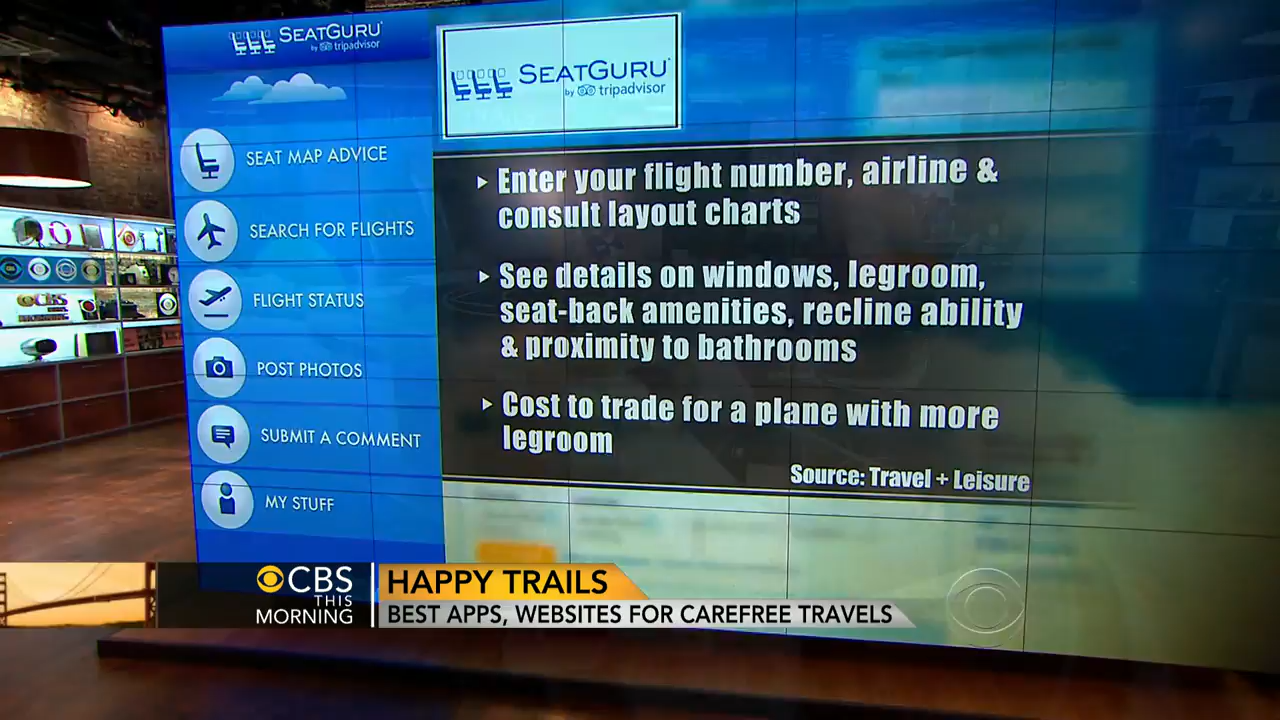 SEATGURU
by tripadvisor
SEAT MAP ADVICE
SEARCH FOR FLIGHTS
FLIGHT STATUS
POST PHOTOS
SUBMIT A COMMENT
MY STUFF
SEATGURU
by tripadvisor
Enter your flight number, airline &
consult layout charts
See details on windows, legroom,
seat-back amenities, recline ability
& proximity to bathrooms
Cost to trade for a plane with more
legroom
Source: Travel + Leisure
CBS
CBS
THIS
MORNING
HAPPY TRAILS
BEST APPS, WEBSITES FOR CAREFREE TRAVELS